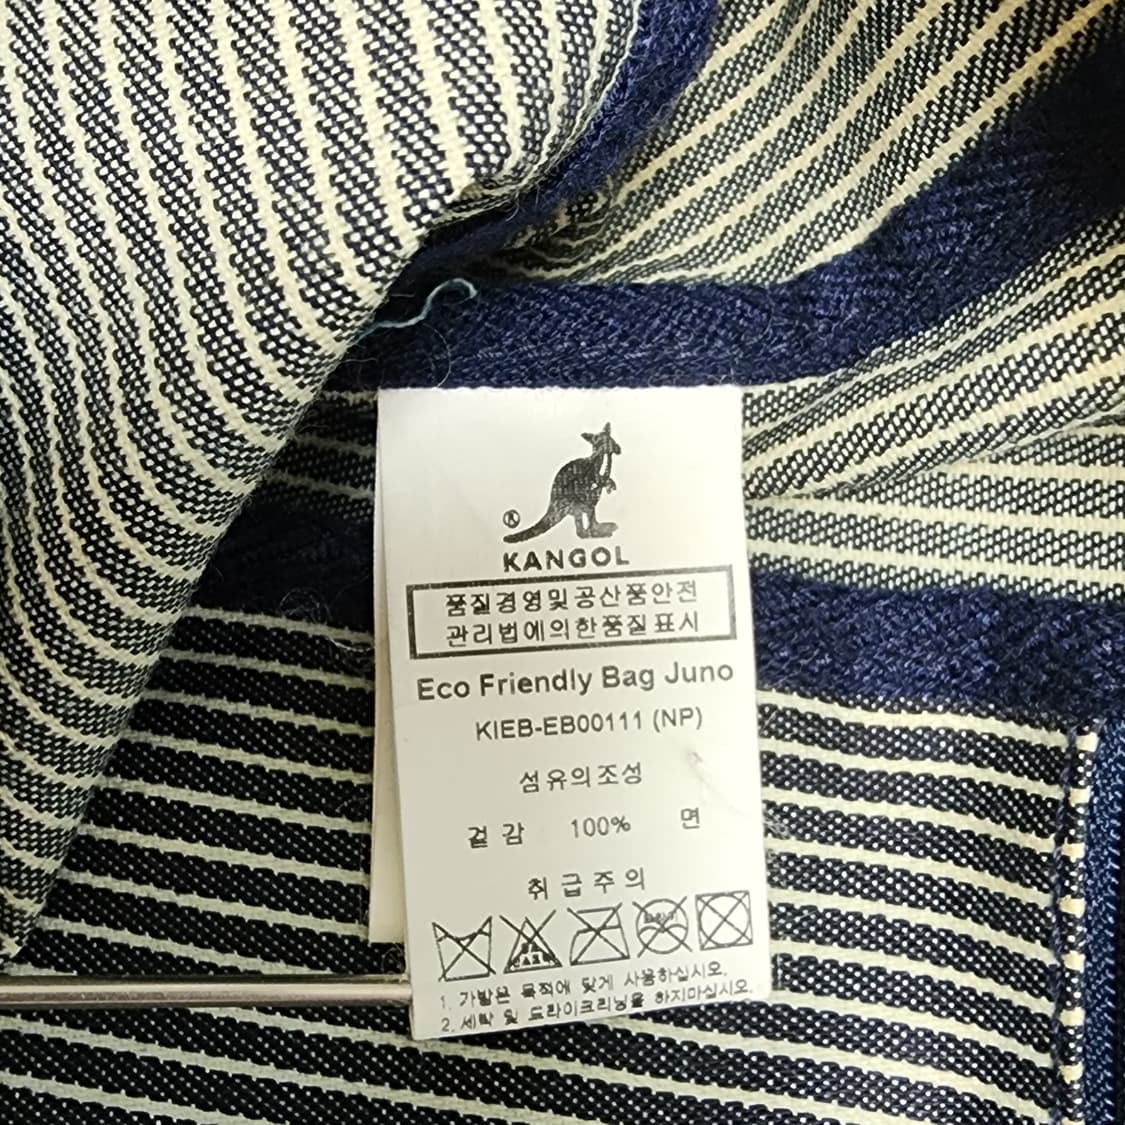 ®
KANGOL
품질경영및공산품안전
관리법에의한품질표시
Eco Friendly Bag Juno
KIEB-EB00111 (NP)
섬유의조성
겉감 100% 면
취급주의
1. 가방은 목적에 맞게 사용하십시오.
2. 세탁 및 드라이크리닝을 하지마십시오.